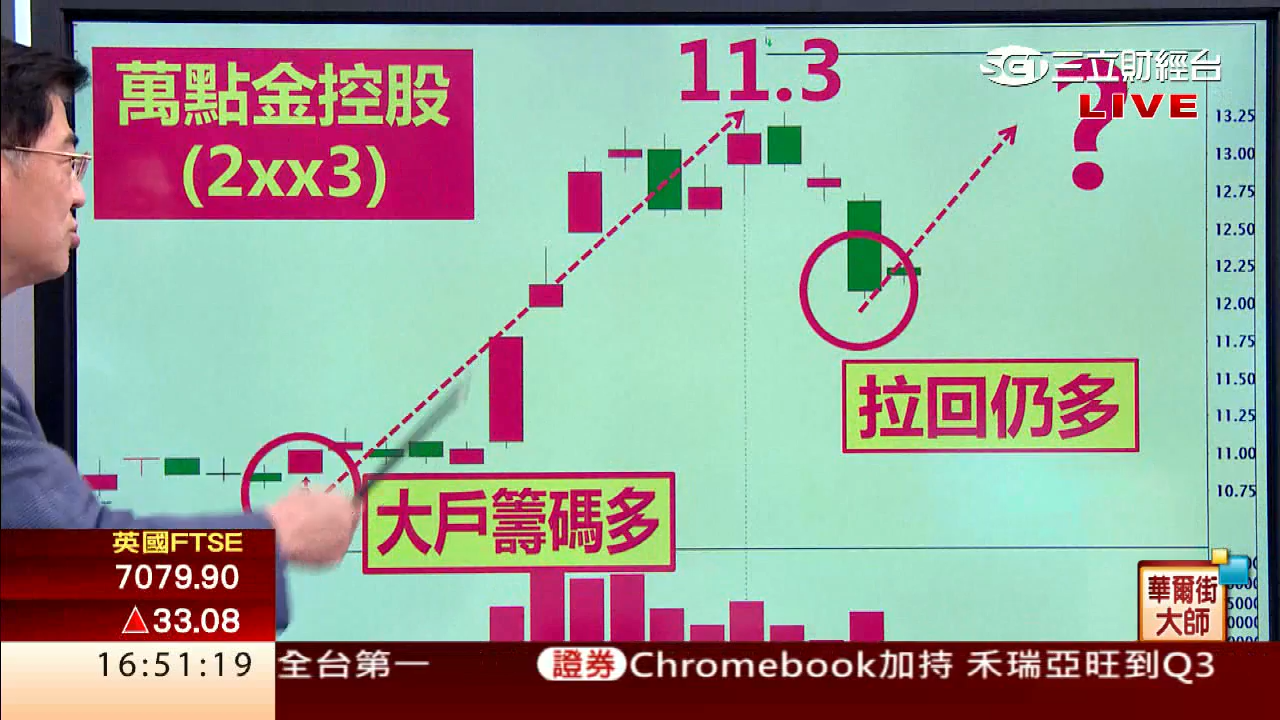 萬點金控股
(2xx3)
11.3
三立財經台
LIVE
?
13.25
13.00
12.75
12.50
12.25
12.00
11.75
11.50
11.25
11.00
10.75
拉回仍多
大戶籌碼多
英國FTSE
7079.90
△33.08
華爾街
大師
16:51:19
全台第一
證券 Chromebook加持 禾瑞亞旺到Q3